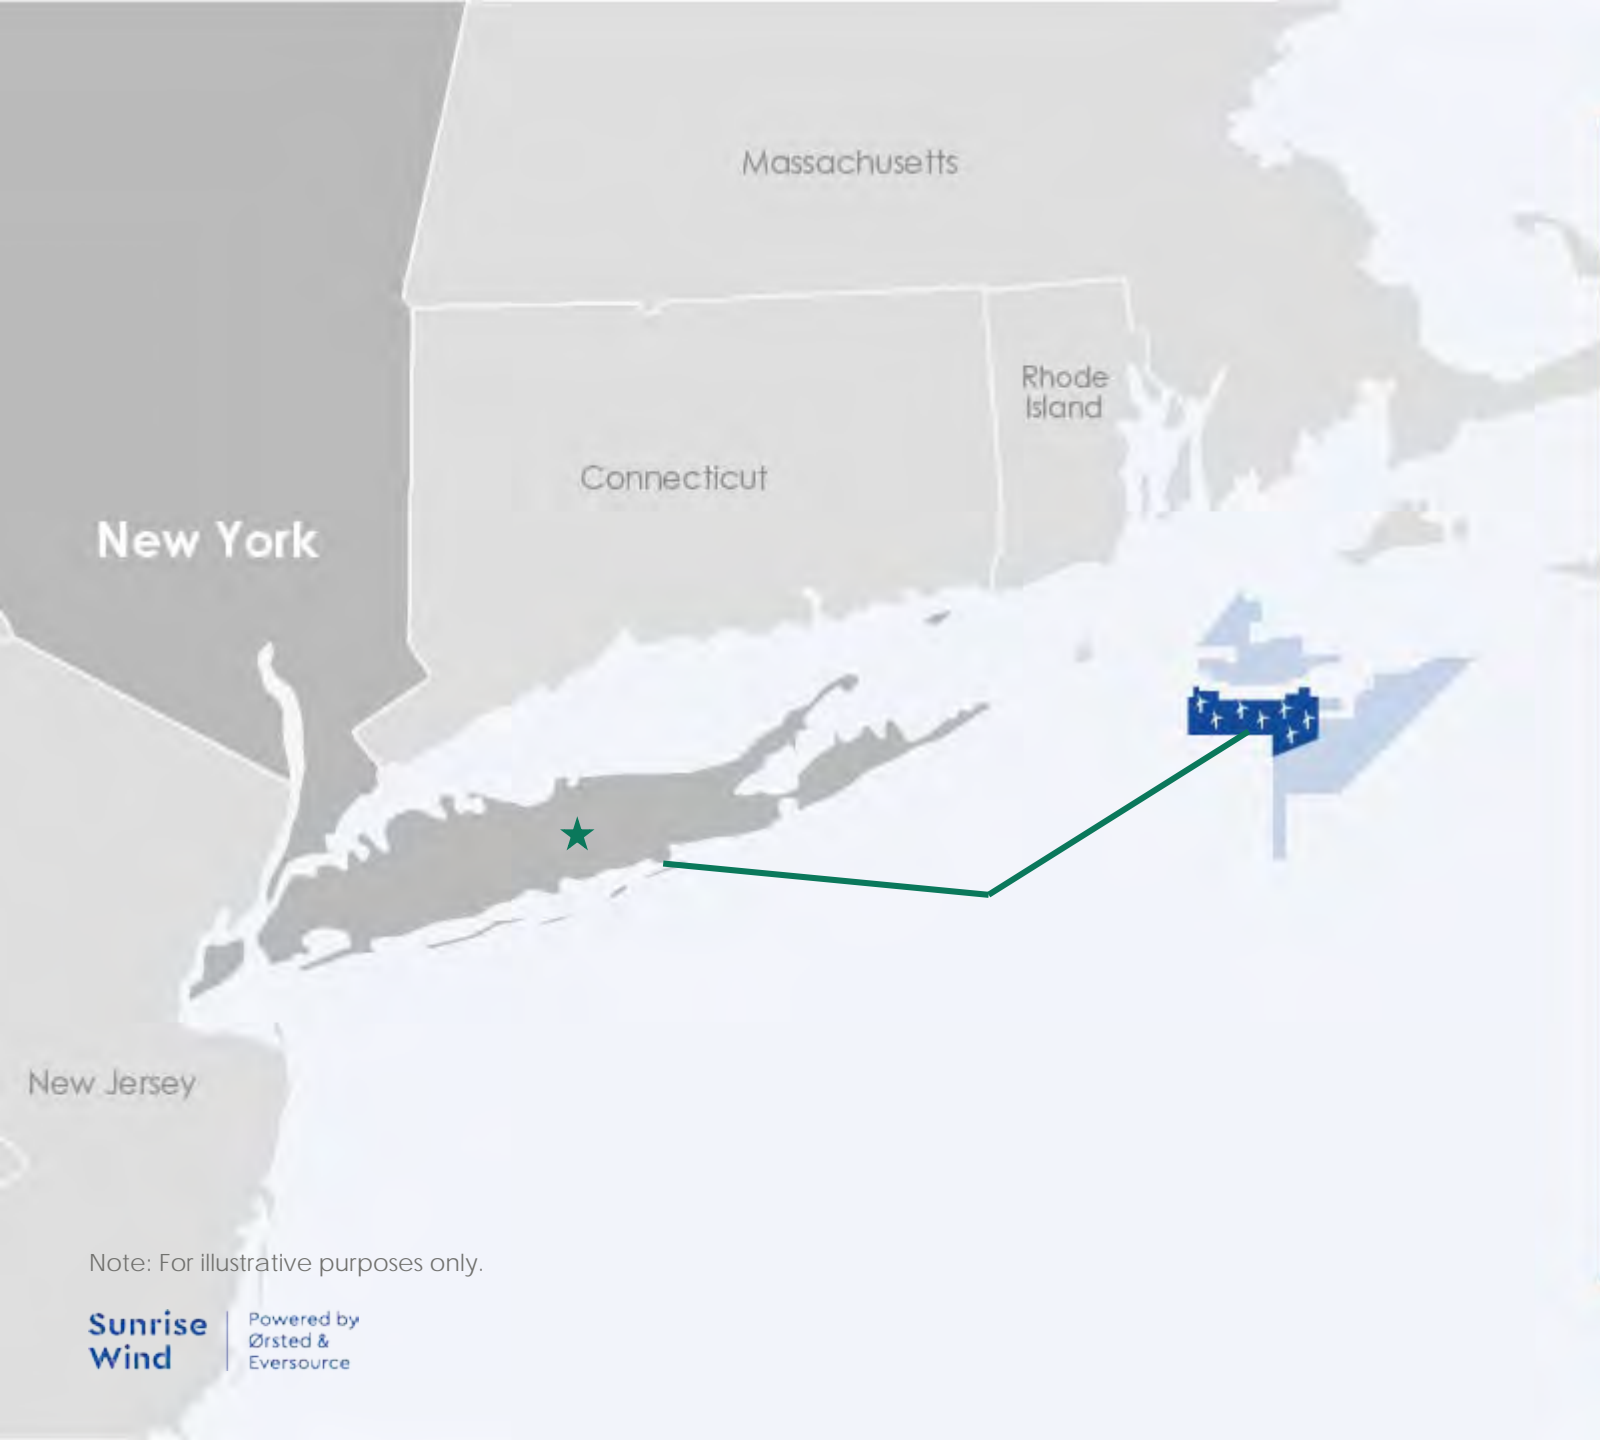 Massachusetts
Rhode
Island
Connecticut
New York
New Jersey
Note: For illustrative purposes only.
Sunrise
Wind
Powered by
Ørsted &
Eversource